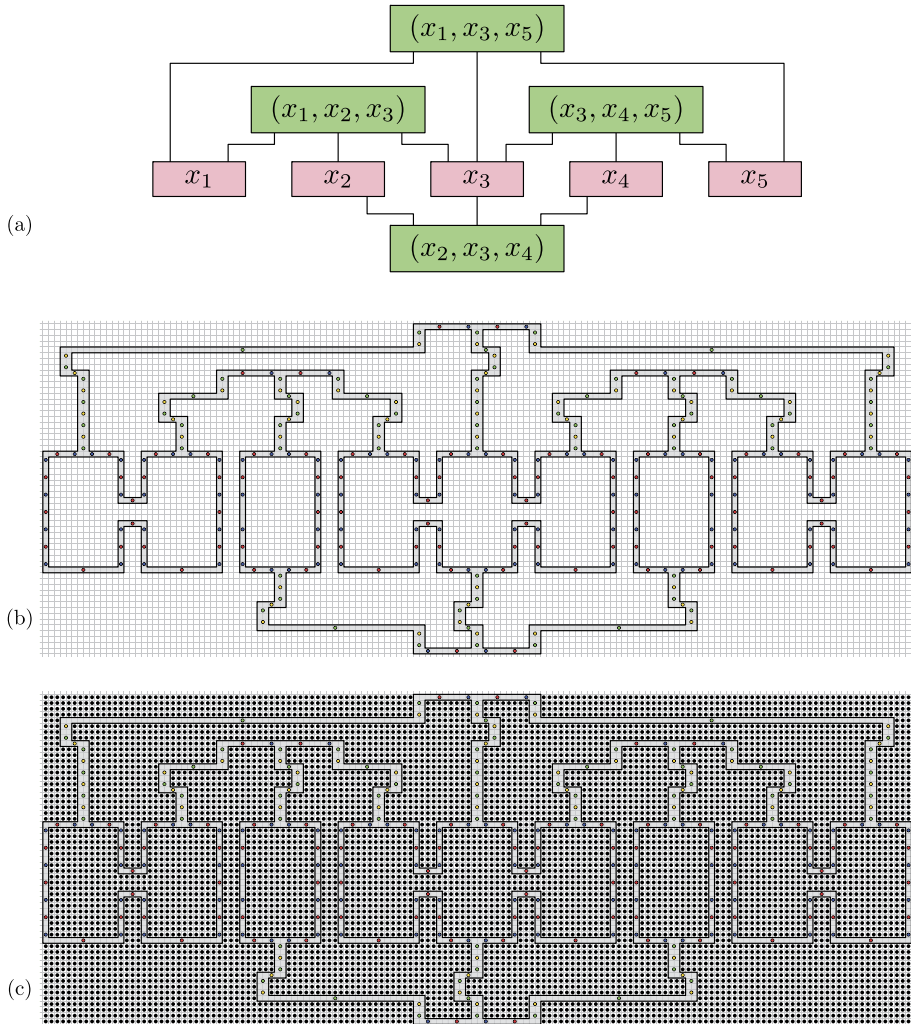 (x₁, x₃, x₅)
(x₁, x₂, x₃) (x₃, x₄, x₅)
x₁ x₂ x₃ x₄ x₅
(a)
(x₂, x₃, x₄)
(b)
(c)